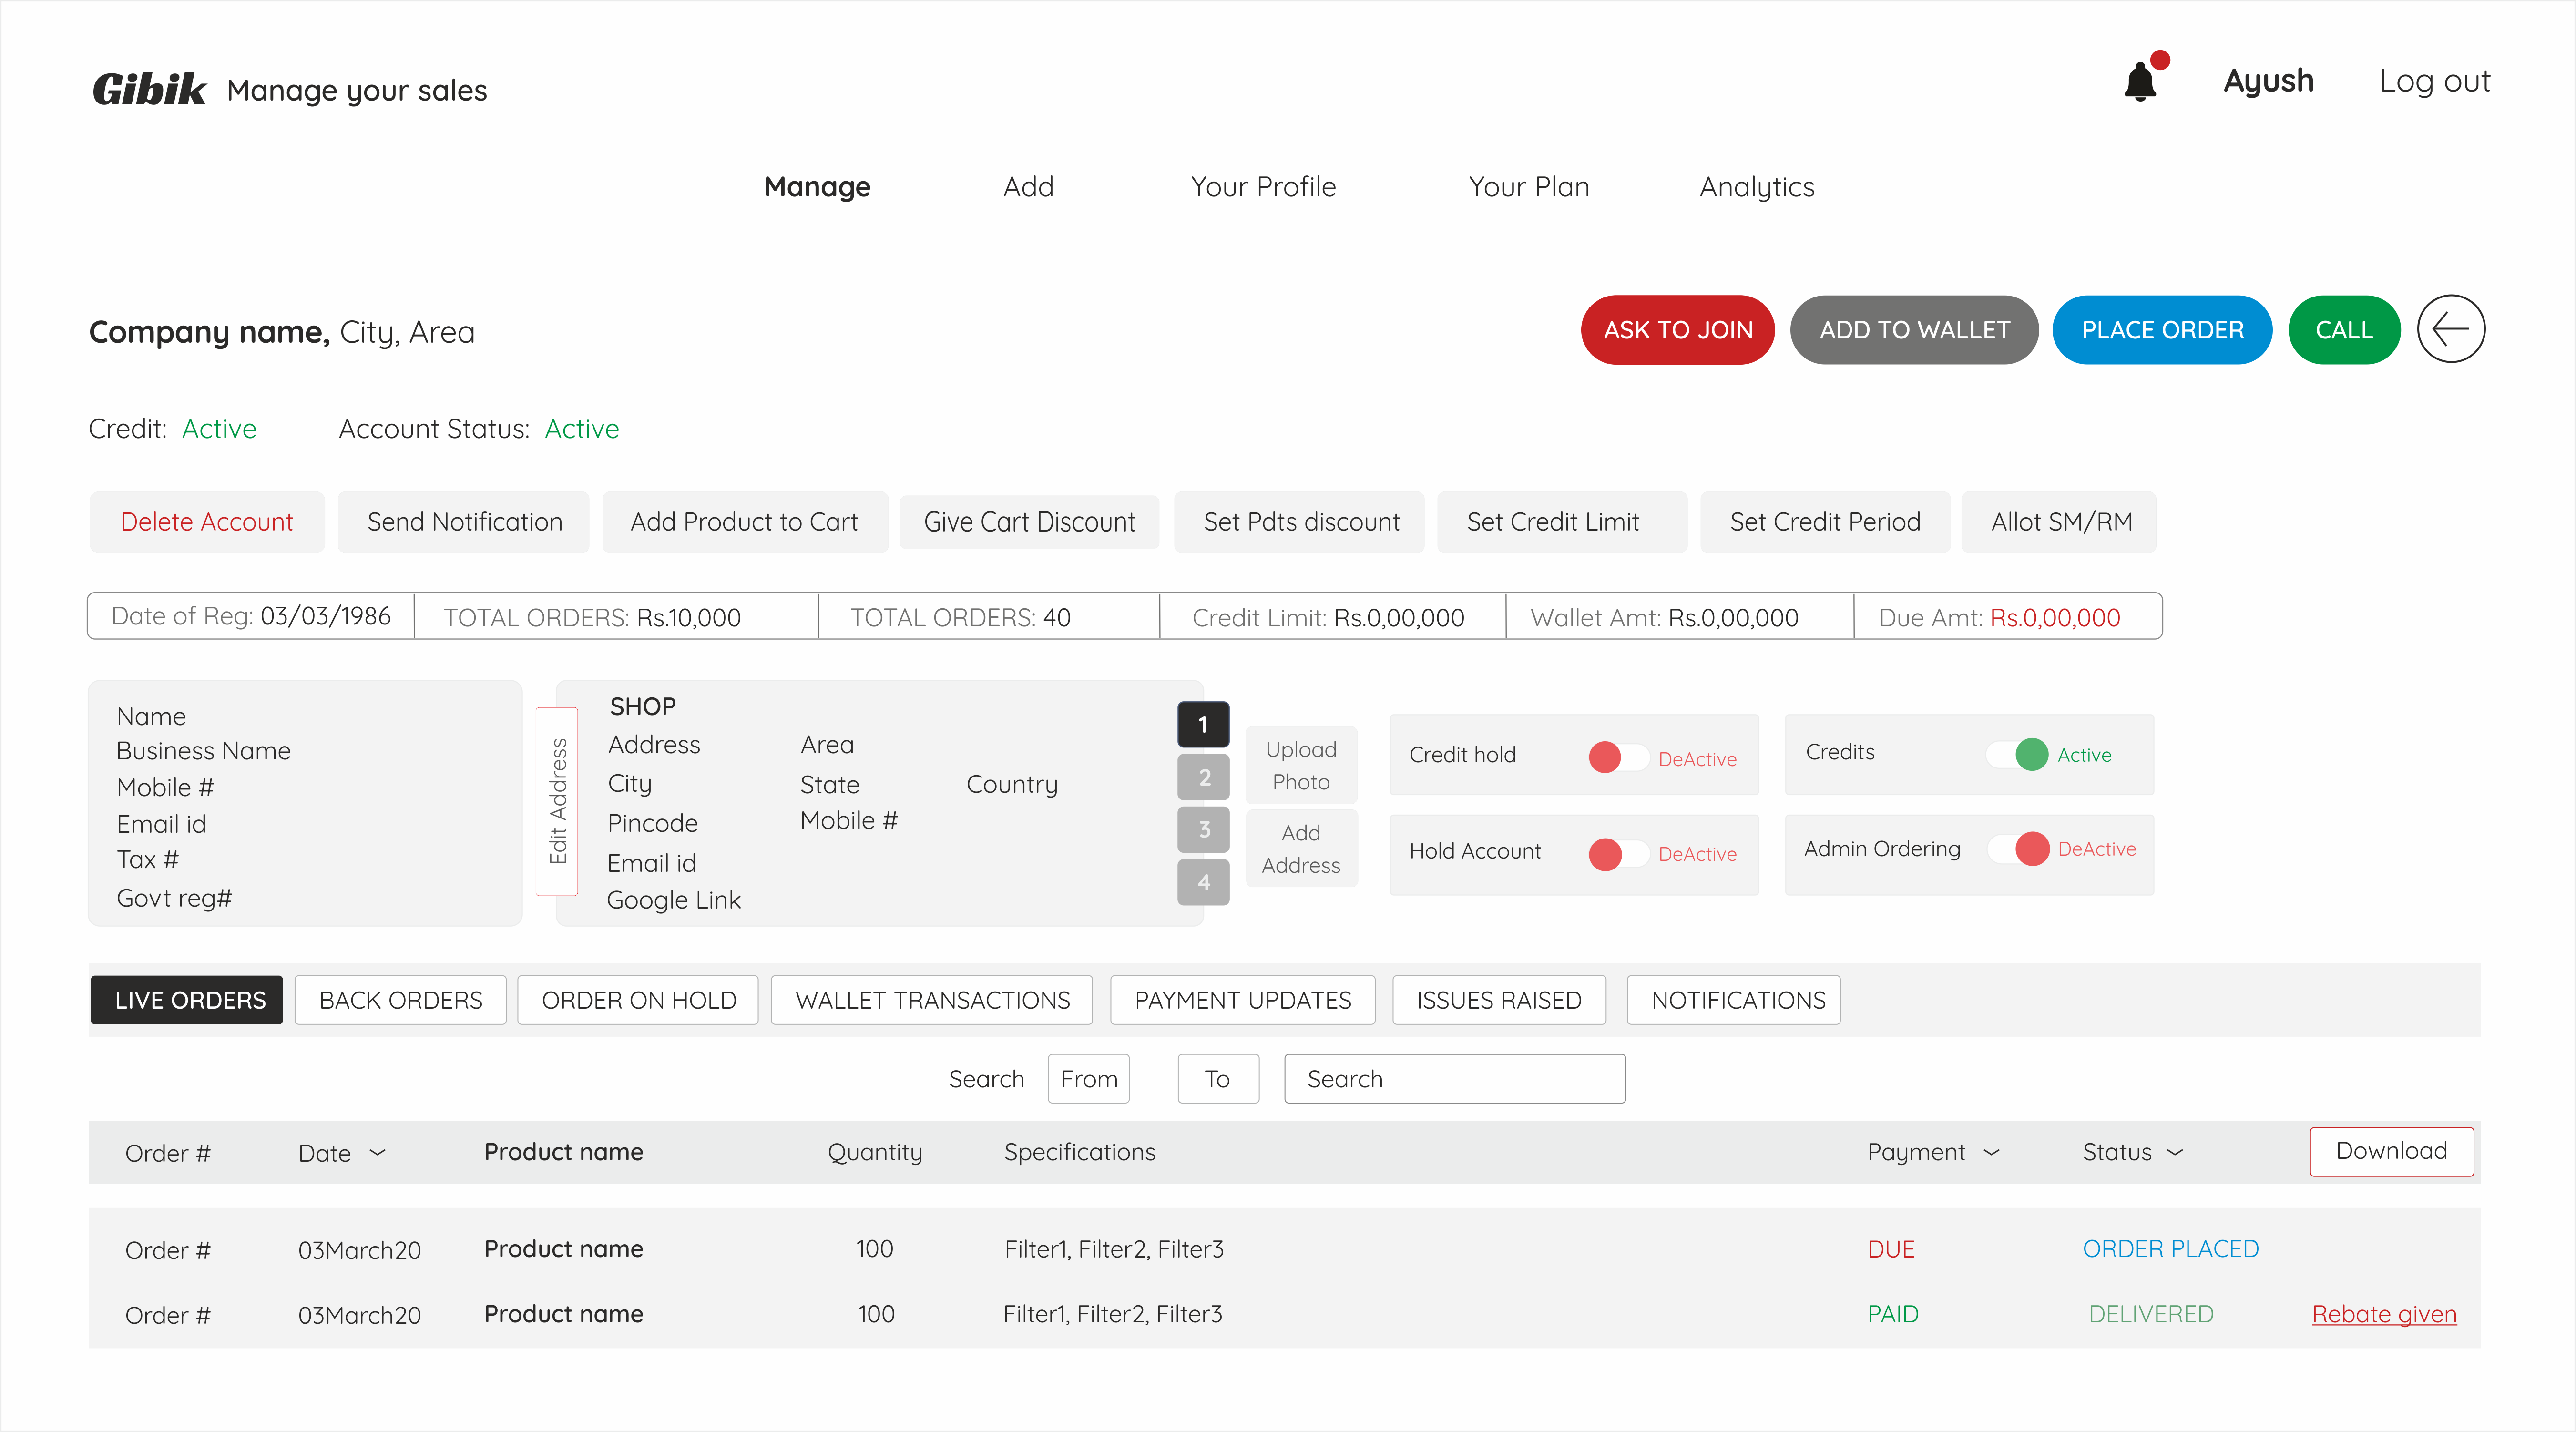 Gibik Manage your sales
Ayush Log out
Manage Add Your Profile Your Plan Analytics
Company name, City, Area
ASK TO JOIN ADD TO WALLET PLACE ORDER CALL
Credit: Active Account Status: Active
Delete Account Send Notification Add Product to Cart Give Cart Discount Set Pdts discount Set Credit Limit Set Credit Period Allot SM/RM
Date of Reg: 03/03/1986 TOTAL ORDERS: Rs.10,000 TOTAL ORDERS: 40 Credit Limit: Rs.0,00,000 Wallet Amt: Rs.0,00,000 Due Amt: Rs.0,00,000
Name
Business Name
Mobile #
Email id
Tax #
Govt reg#
Edit Address
SHOP
Address Area
City State Country
Pincode Mobile #
Email id
Google Link
1
2
3
4
Upload
Photo
Add
Address
Credit hold DeActive
Credits Active
Hold Account DeActive
Admin Ordering DeActive
LIVE ORDERS BACK ORDERS ORDER ON HOLD WALLET TRANSACTIONS PAYMENT UPDATES ISSUES RAISED NOTIFICATIONS
Search From To Search
Order # Date Product name Quantity Specifications Payment Status Download
Order # 03March20 Product name 100 Filter1, Filter2, Filter3 DUE ORDER PLACED
Order # 03March20 Product name 100 Filter1, Filter2, Filter3 PAID DELIVERED Rebate given